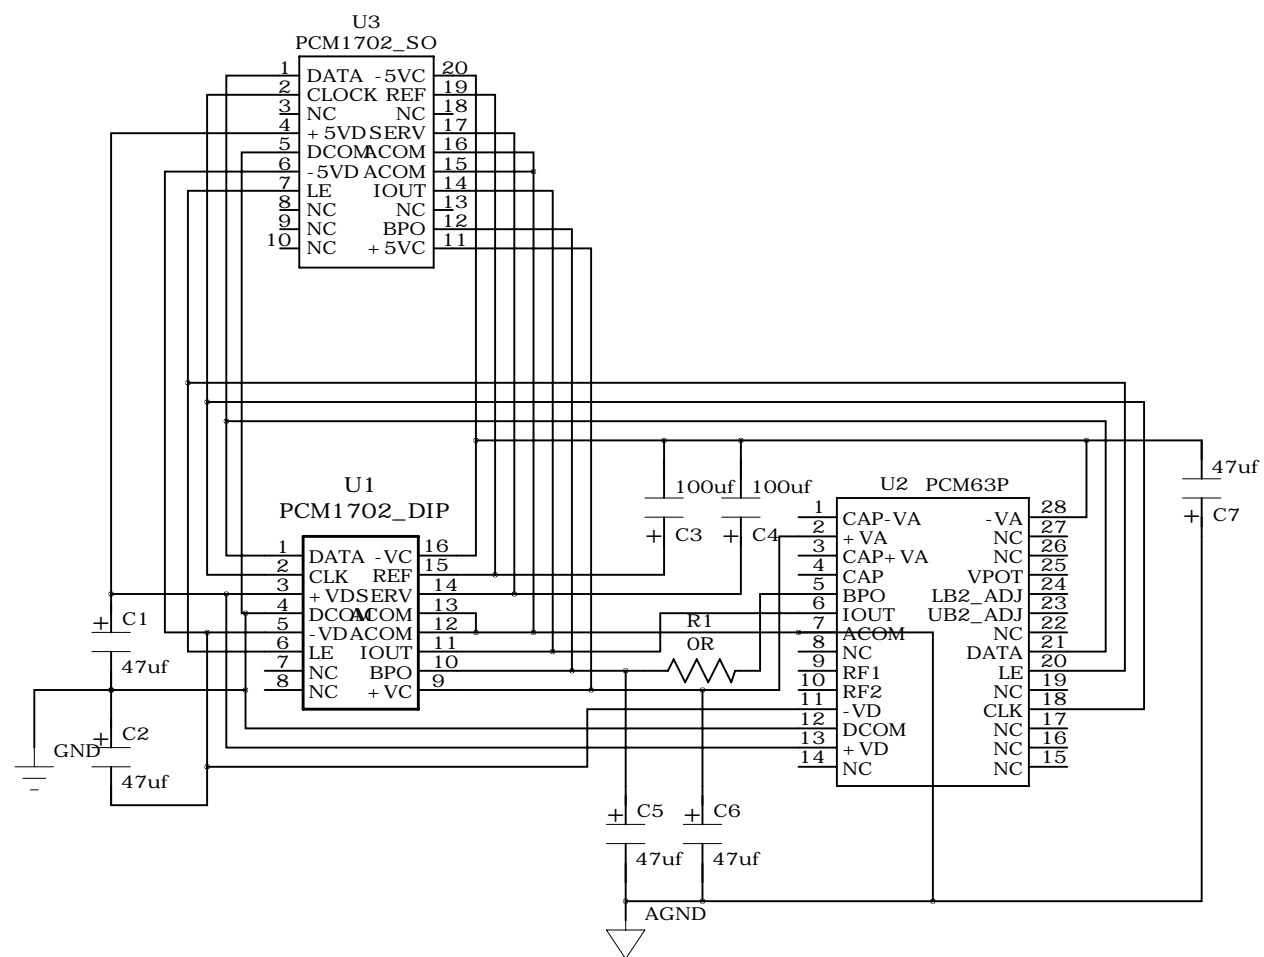 U3
PCM1702_SO
1 DATA -5VC 20
2 CLOCK REF 19
3 NC NC 18
4 +5VD SERV 17
5 DCOM ACOM 16
6 -5VD ACOM 15
7 LE IOUT 14
8 NC NC 13
9 NC BPO 12
10 NC +5VC 11
U1
PCM1702_DIP
1 DATA -VC 16
2 CLK REF 15
3 +VD SERV 14
4 DCOM ACOM 13
5 -VD ACOM 12
6 LE IOUT 11
7 NC BPO 10
8 NC +VC 9
+ C1
47uf
GND
+ C2
47uf
100uf
+ C3
100uf
+ C4
R1
0R
U2 PCM63P
1 CAP-VA -VA 28
2 +VA NC 27
3 CAP+VA NC 26
4 CAP VPOT 25
5 BPO LB2_ADJ 24
6 IOUT UB2_ADJ 23
7 ACOM NC 22
8 NC DATA 21
9 RF1 LE 20
10 RF2 NC 19
11 -VD CLK 18
12 DCOM NC 17
13 +VD NC 16
14 NC NC 15
47uf
+ C7
+ C5
47uf
+ C6
47uf
AGND